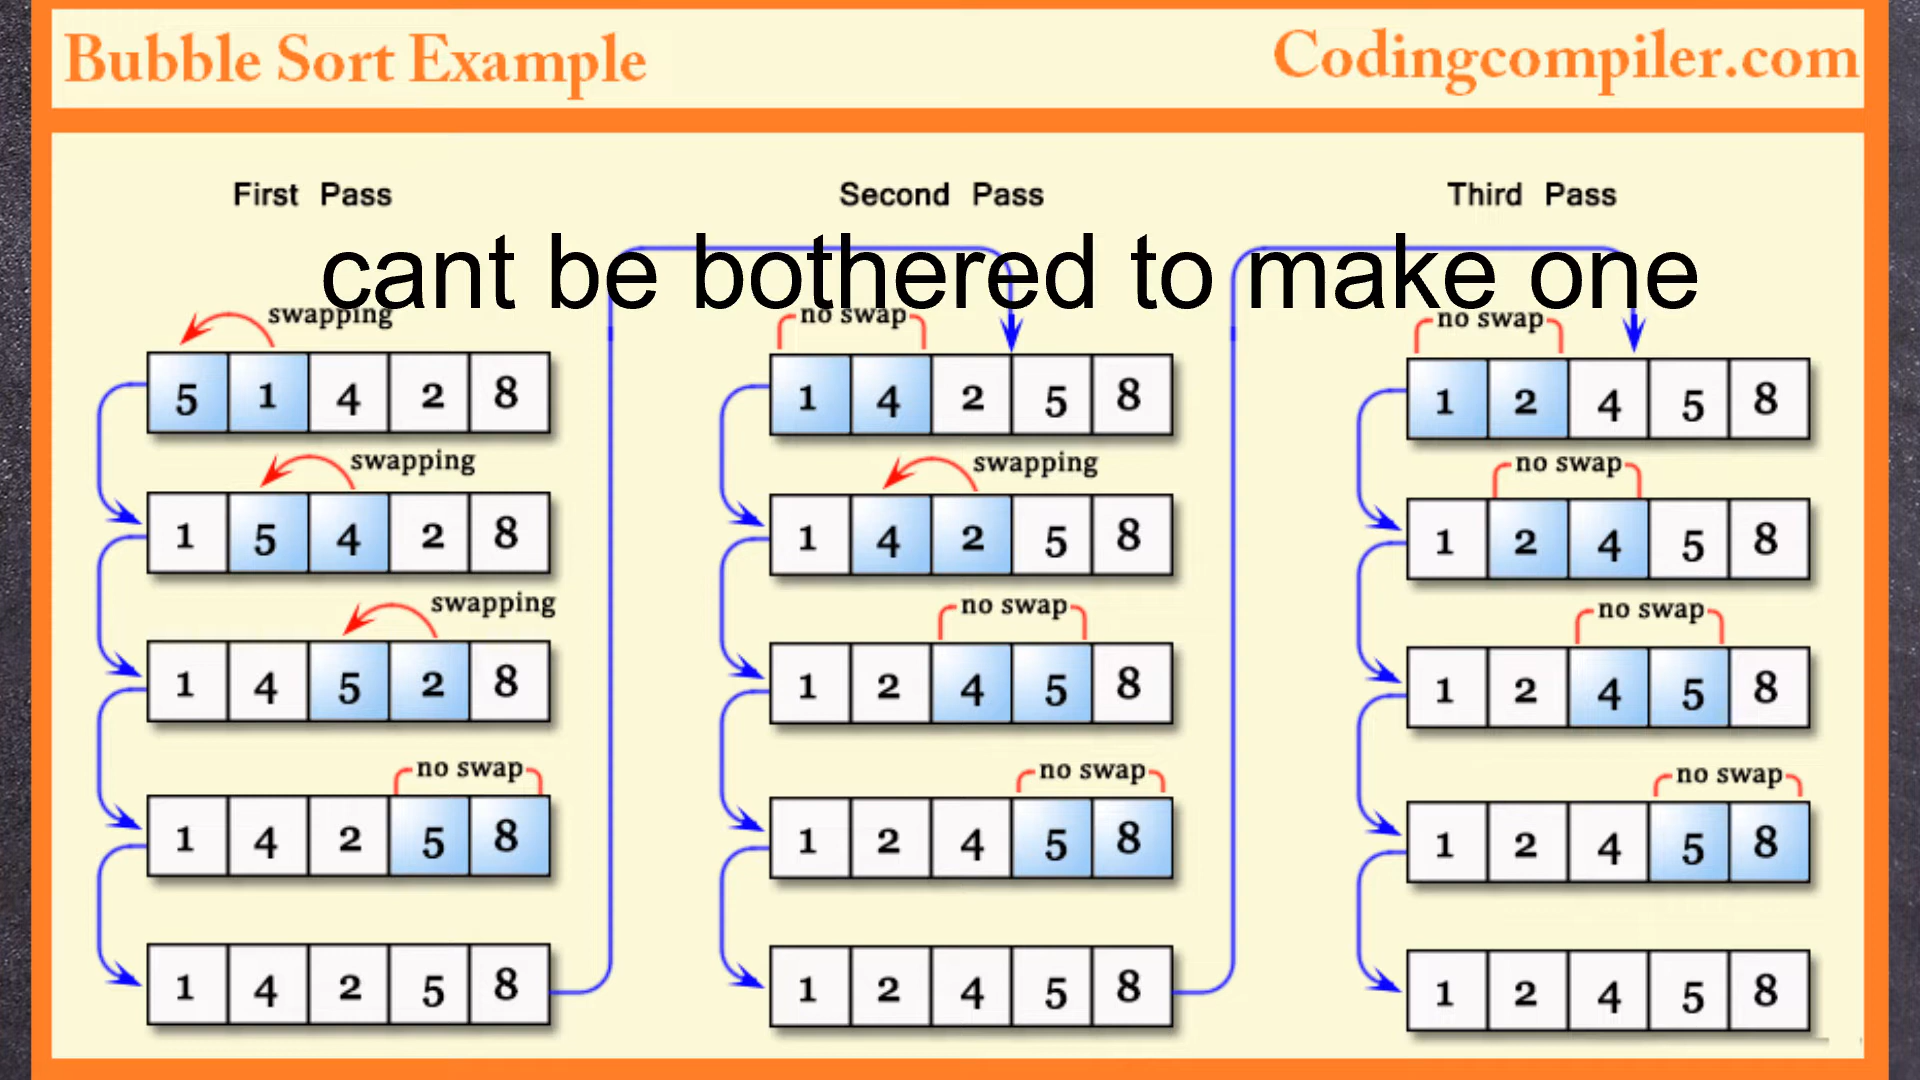 Bubble Sort Example
Codingcompiler.com
First Pass
Second Pass
Third Pass
cant be bothered to make one
swapping
5 1 4 2 8
swapping
1 5 4 2 8
swapping
1 4 5 2 8
no swap
1 4 2 5 8
1 4 2 5 8
no swap
1 4 2 5 8
swapping
1 4 2 5 8
no swap
1 2 4 5 8
no swap
1 2 4 5 8
1 2 4 5 8
no swap
1 2 4 5 8
no swap
1 2 4 5 8
no swap
1 2 4 5 8
no swap
1 2 4 5 8
1 2 4 5 8